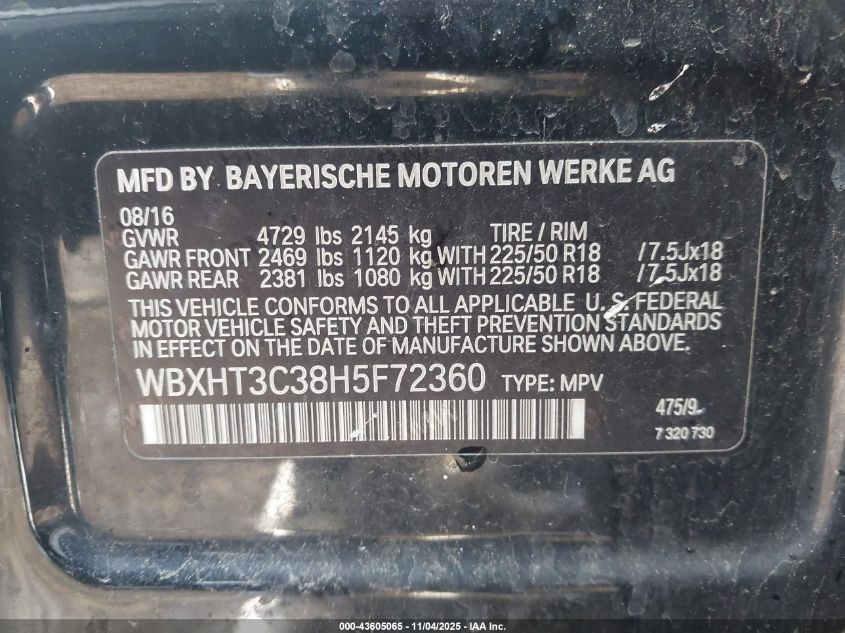 MFD BY BAYERISCHE MOTOREN WERKE AG
08/16
GVWR 4729 lbs 2145 kg TIRE / RIM
GAWR FRONT 2469 lbs 1120 kg WITH 225/50 R18 / 7.5Jx18
GAWR REAR 2381 lbs 1080 kg WITH 225/50 R18 / 7.5Jx18
THIS VEHICLE CONFORMS TO ALL APPLICABLE U.S. FEDERAL
MOTOR VEHICLE SAFETY AND THEFT PREVENTION STANDARDS
IN EFFECT ON THE DATE OF MANUFACTURE SHOWN ABOVE.
WBXHT3C38H5F72360 TYPE: MPV
475/9
7 320 730
000-43605065 - 11/04/2025 - IAA Inc.